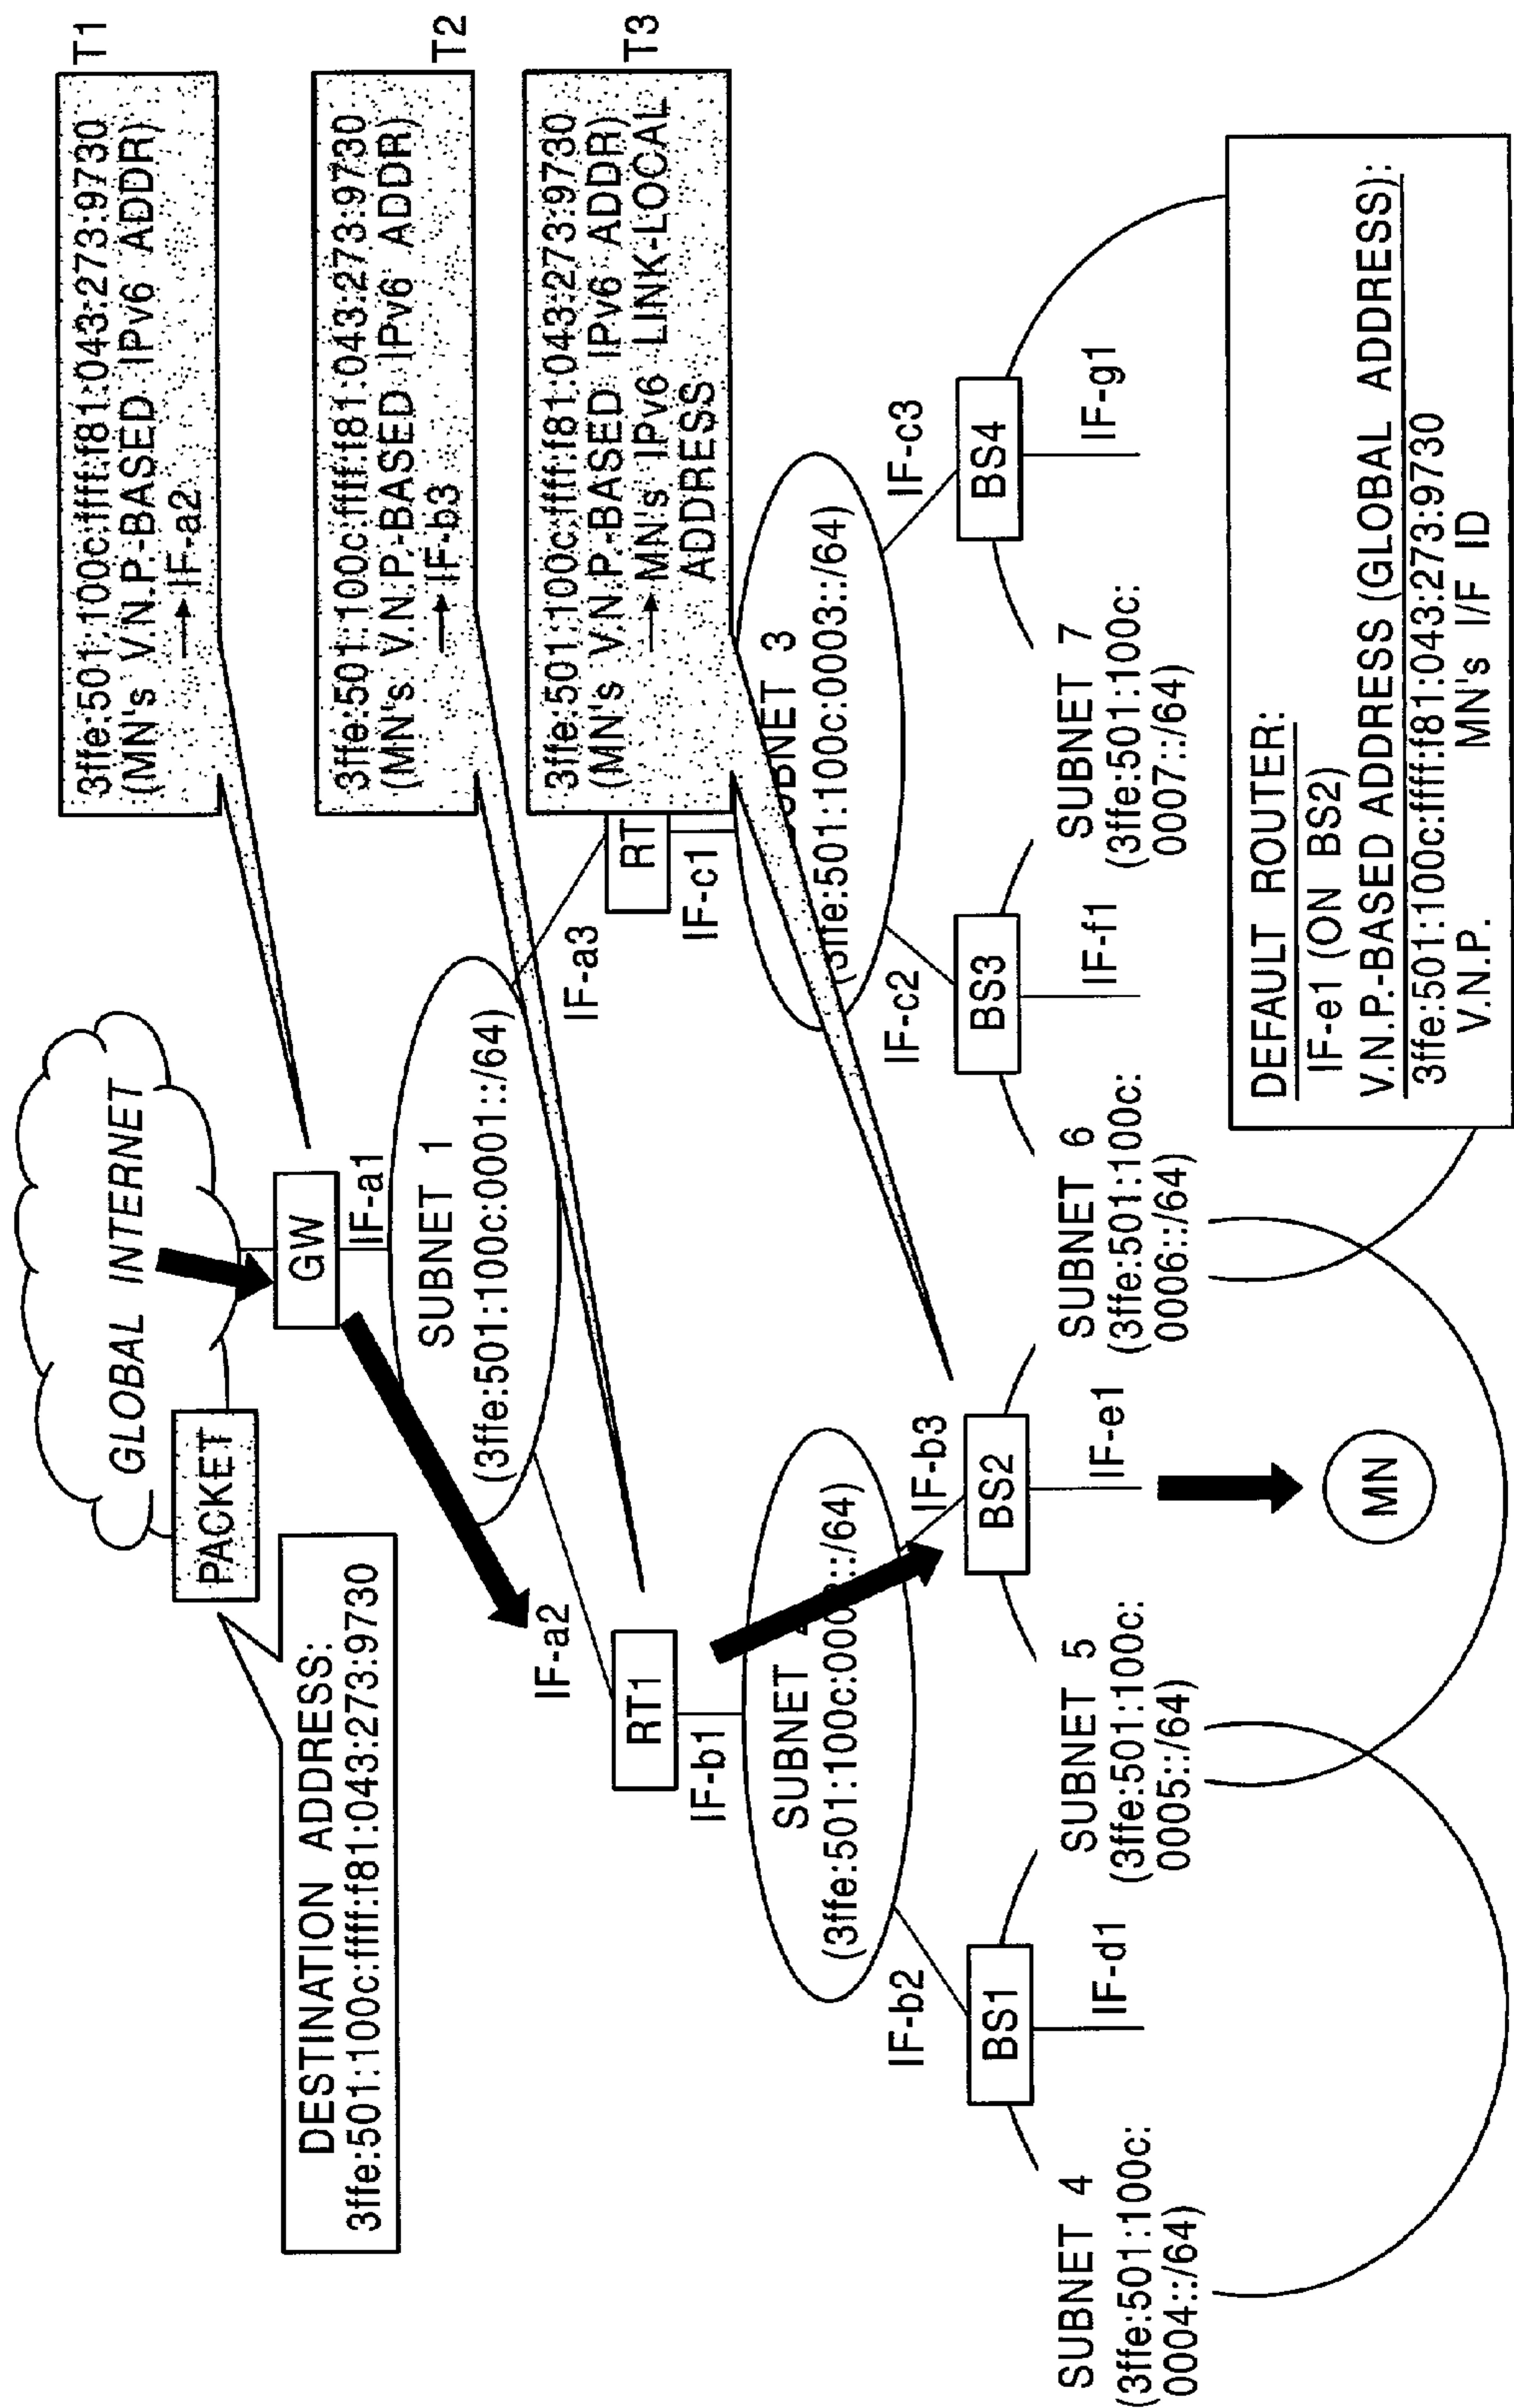 GLOBAL INTERNET
PACKET
DESTINATION ADDRESS:
3ffe:501:100c:ffff:f81:043:273:9730
T1
3ffe:501:100c:ffff:f81:043:273:9730
(MN's V.N.P.-BASED IPv6 ADDR)
→IF-a2
T2
3ffe:501:100c:ffff:f81:043:273:9730
(MN's V.N.P.-BASED IPv6 ADDR)
→IF-b3
T3
3ffe:501:100c:ffff:f81:043:273:9730
(MN's V.N.P.-BASED IPv6 ADDR)
→MN's IPv6 LINK-LOCAL
ADDRESS
GW
IF-a1
SUBNET 1
(3ffe:501:100c:0001::/64)
IF-a2
IF-a3
RT1
RT
IF-b1
IF-c1
SUBNET
(3ffe:501:100c:000 ::/64)
UBNET 3
(3ffe:501:100c:0003::/64)
IF-b2
IF-b3
IF-c2
IF-c3
BS1
BS2
BS3
BS4
IF-d1
IF-e1
IF-f1
IF-g1
SUBNET 4
(3ffe:501:100c:
0004::/64)
SUBNET 5
(3ffe:501:100c:
0005::/64)
SUBNET 6
(3ffe:501:100c:
0006::/64)
SUBNET 7
(3ffe:501:100c:
0007::/64)
MN
DEFAULT ROUTER:
IF-e1 (ON BS2)
V.N.P.-BASED ADDRESS (GLOBAL ADDRESS):
3ffe:501:100c:ffff:f81:043:273:9730
V.N.P. MN's I/F ID